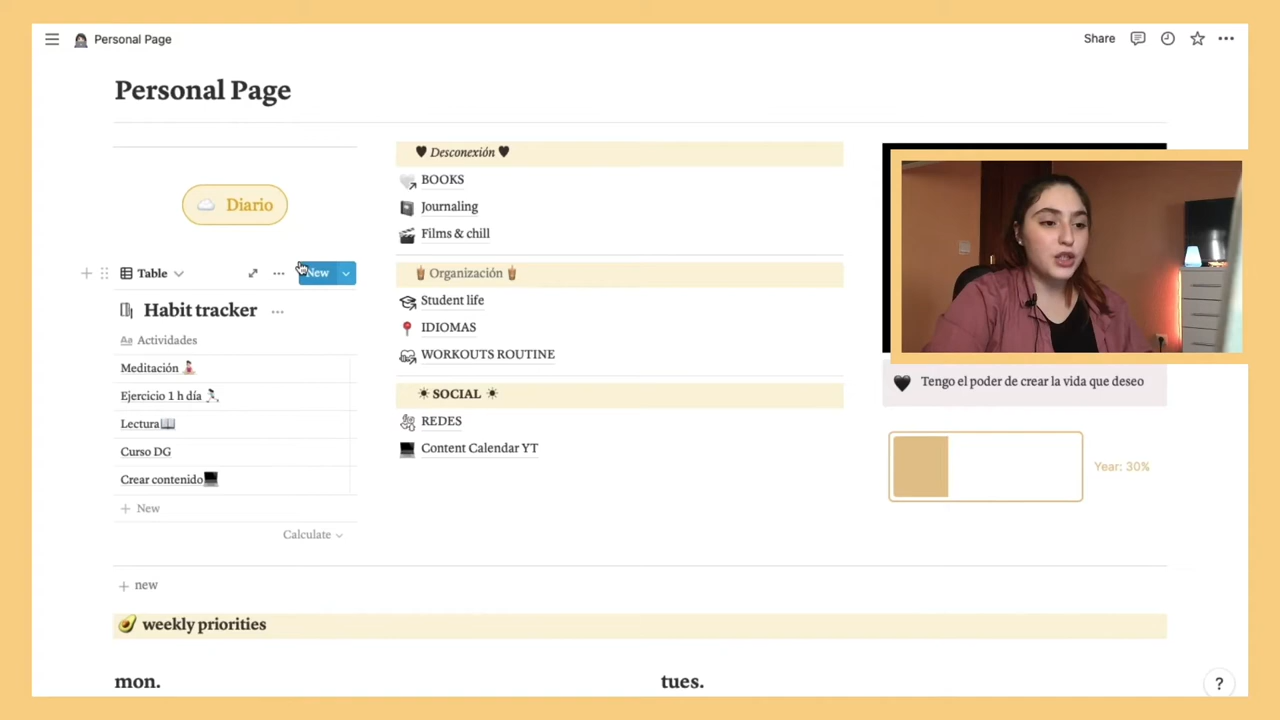 Personal Page
Share
Personal Page
Diario
Table
New
Habit tracker
Aa Actividades
Meditación
Ejercicio 1 h día
Lectura
Curso DG
Crear contenido
+ New
Calculate
♥ Desconexión ♥
BOOKS
Journaling
Films & chill
Organización
Student life
IDIOMAS
WORKOUTS ROUTINE
☀ SOCIAL ☀
REDES
Content Calendar YT
Tengo el poder de crear la vida que deseo
Year: 30%
+ new
weekly priorities
mon.
tues.
?